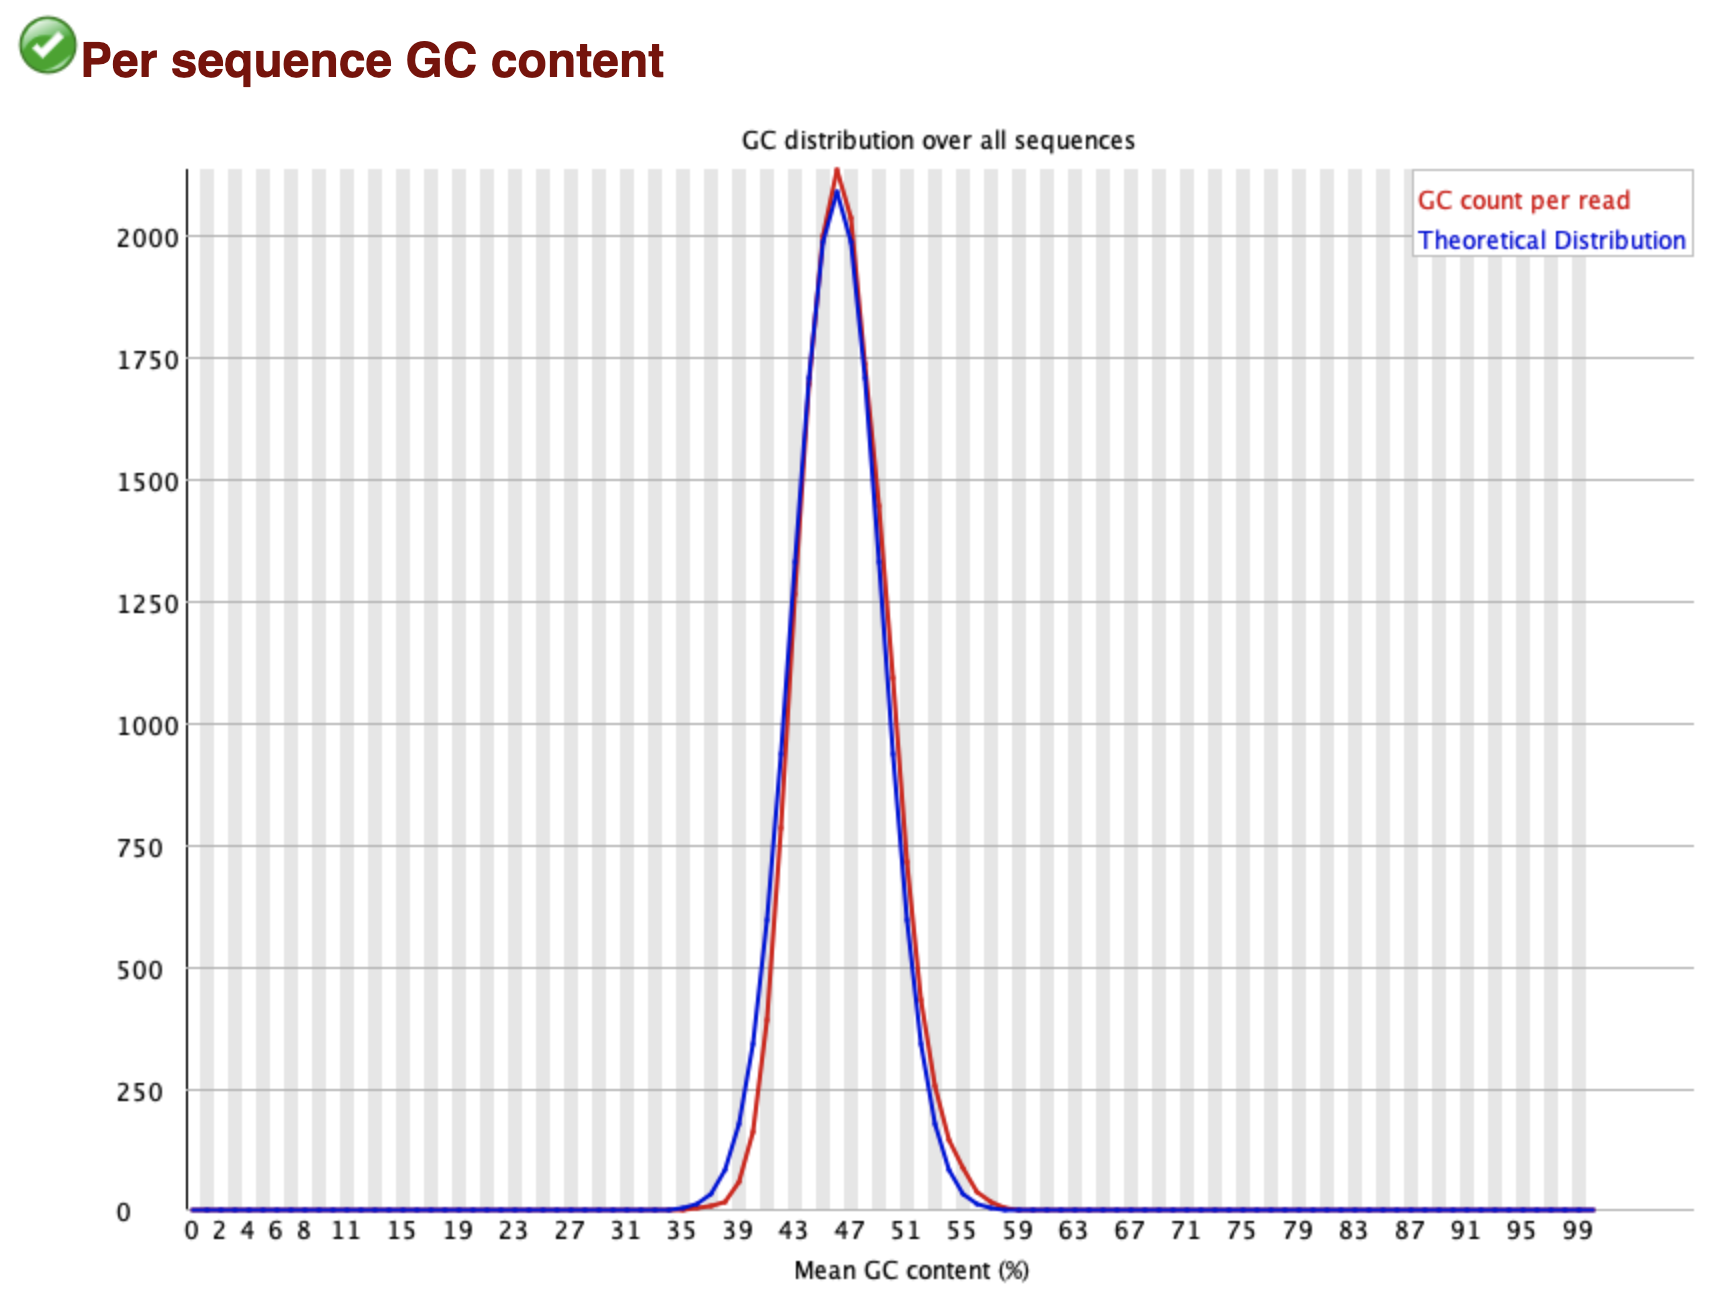 Per sequence GC content
GC distribution over all sequences
GC count per read
Theoretical Distribution
2000
1750
1500
1250
1000
750
500
250
0
0 2 4 6 8 11 15 19 23 27 31 35 39 43 47 51 55 59 63 67 71 75 79 83 87 91 95 99
Mean GC content (%)